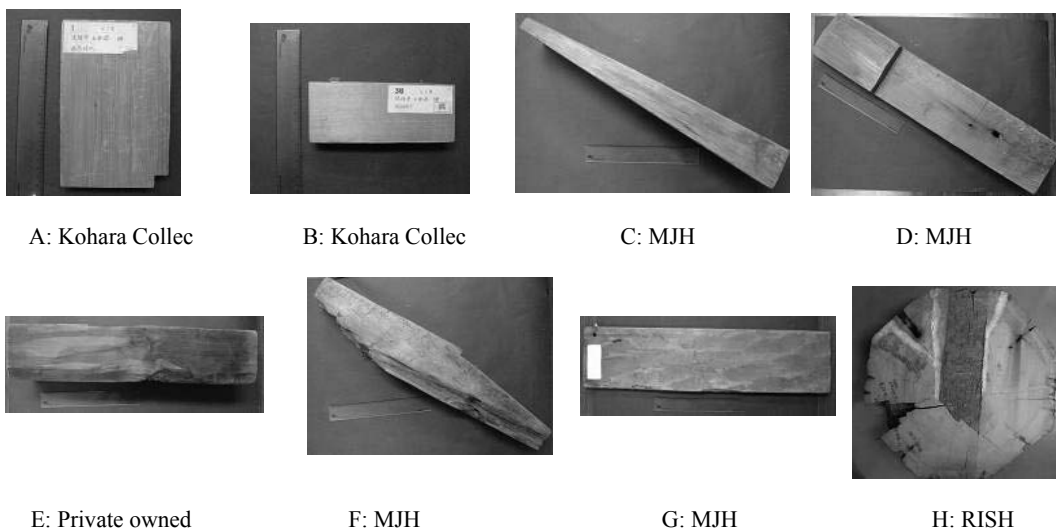 A: Kohara Collec
B: Kohara Collec
C: MJH
D: MJH
E: Private owned
F: MJH
G: MJH
H: RISH